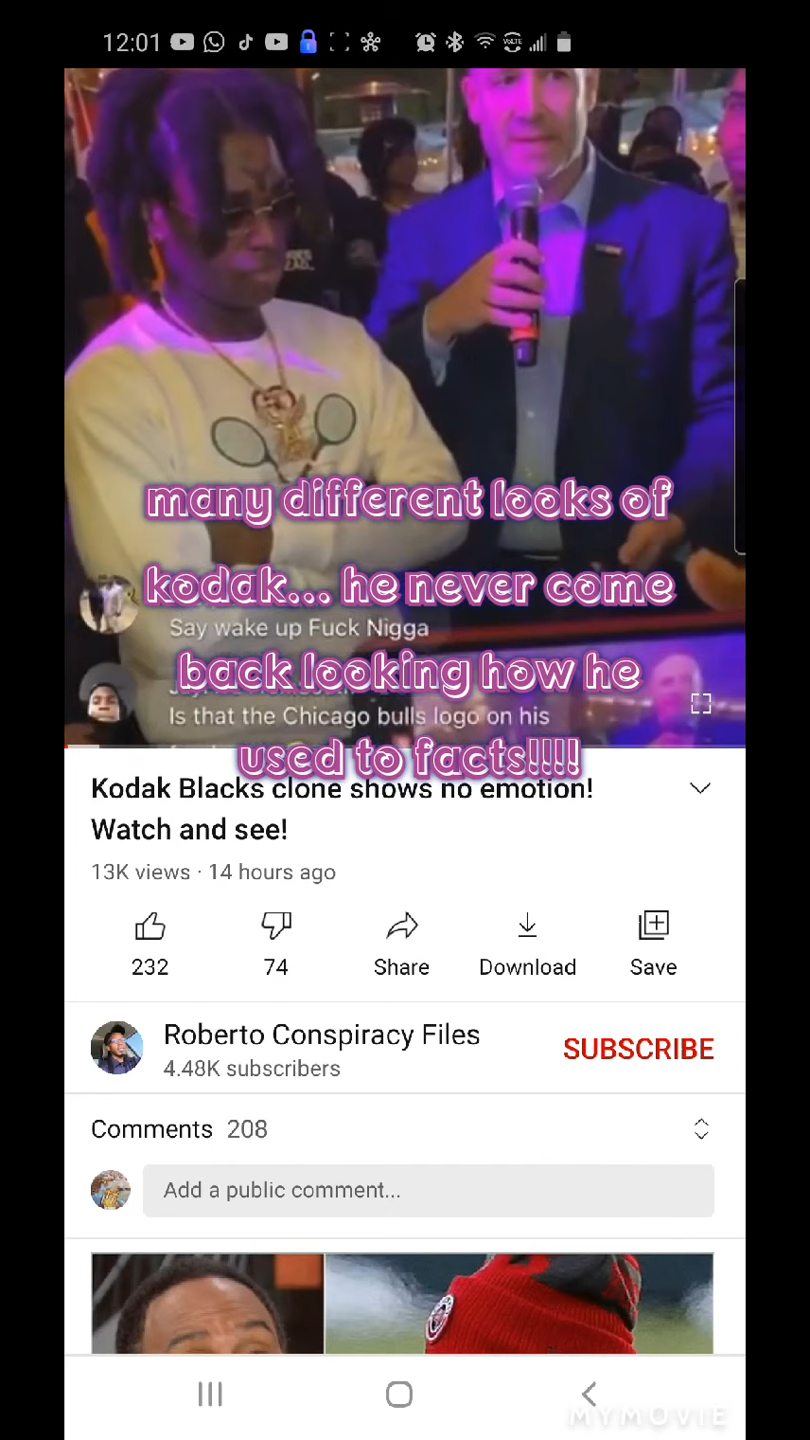 12:01
VoLTE
many different looks of
kodak... he never come
Say wake up Fuck Nigga
back looking how he
Is that the Chicago bulls logo on his
used to facts!!!!
Kodak Blacks clone shows no emotion!
Watch and see!
13K views · 14 hours ago
232
74
Share
Download
Save
Roberto Conspiracy Files
SUBSCRIBE
4.48K subscribers
Comments 208
Add a public comment...
MYMOVIE